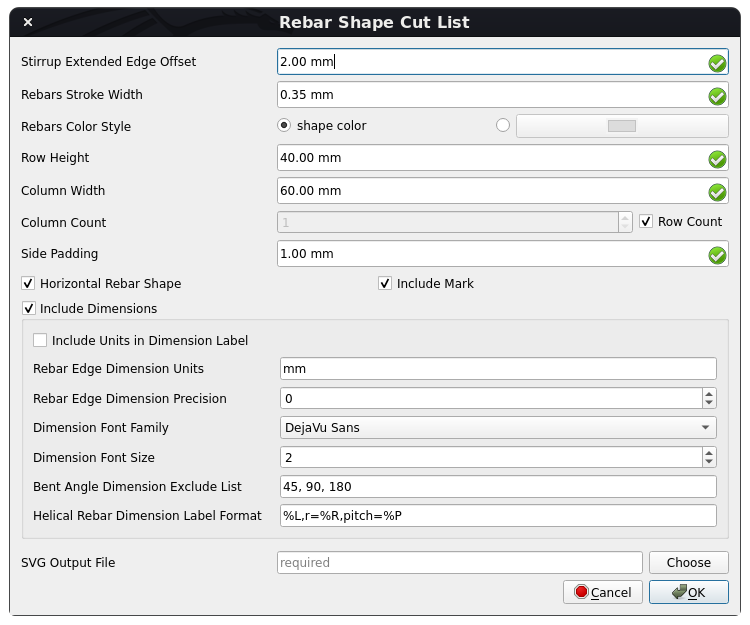 Rebar Shape Cut List
Stirrup Extended Edge Offset 2.00 mm
Rebars Stroke Width 0.35 mm
Rebars Color Style shape color
Row Height 40.00 mm
Column Width 60.00 mm
Column Count 1 Row Count
Side Padding 1.00 mm
Horizontal Rebar Shape Include Mark
Include Dimensions
Include Units in Dimension Label
Rebar Edge Dimension Units mm
Rebar Edge Dimension Precision 0
Dimension Font Family DejaVu Sans
Dimension Font Size 2
Bent Angle Dimension Exclude List 45, 90, 180
Helical Rebar Dimension Label Format %L,r=%R,pitch=%P
SVG Output File required Choose
Cancel OK